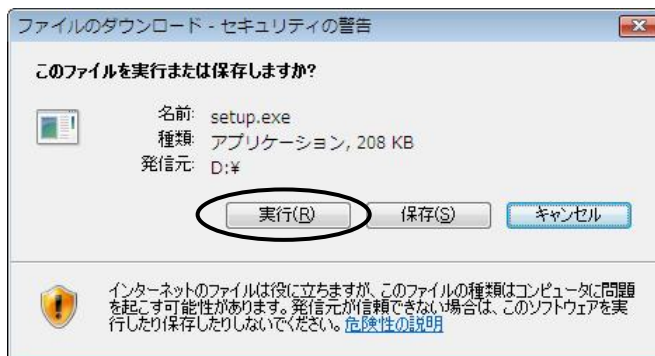 ファイルのダウンロード - セキュリティの警告
このファイルを実行または保存しますか?
名前: setup.exe
種類: アプリケーション, 208 KB
発信元: D:¥
実行(R) 保存(S) キャンセル
インターネットのファイルは役に立ちますが、このファイルの種類はコンピュータに問題
を起こす可能性があります。発信元が信頼できない場合は、このソフトウェアを実
行したり保存したりしないでください。危険性の説明